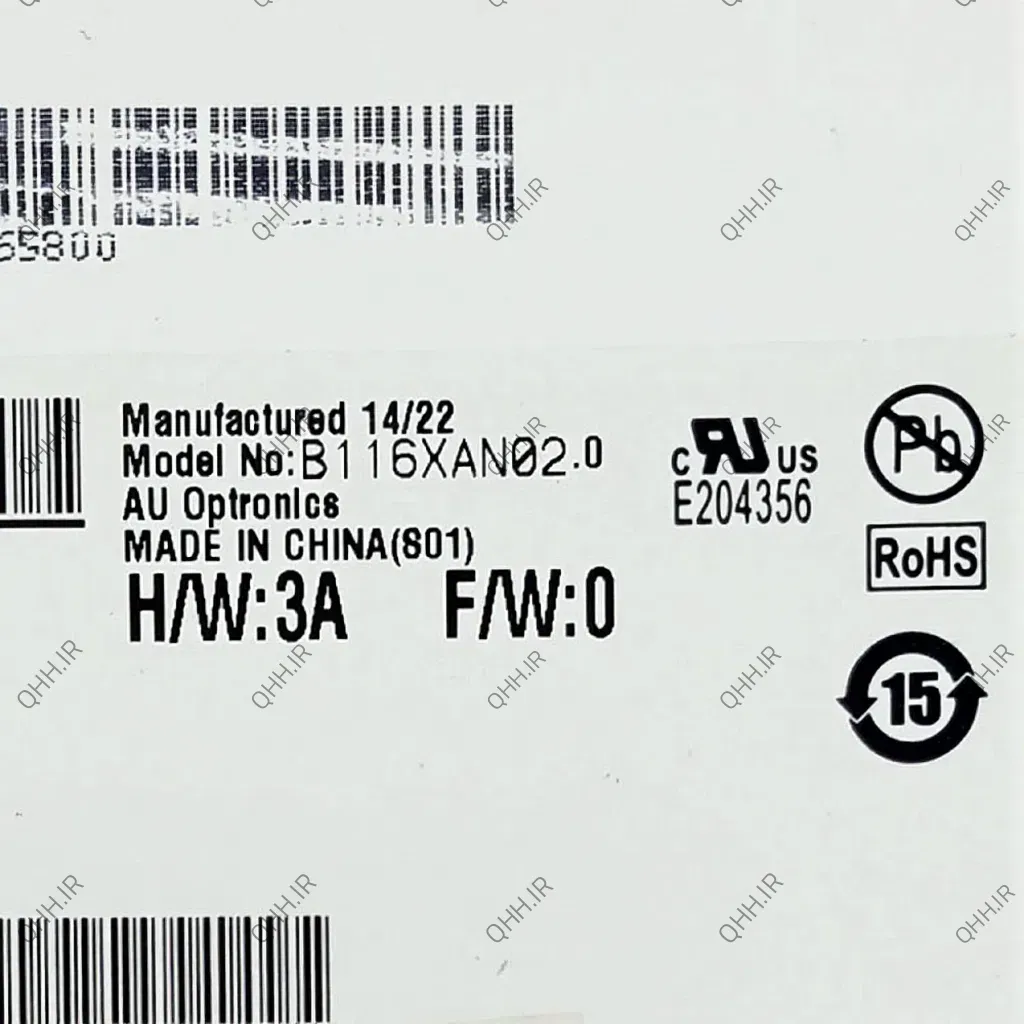 65800
Manufactured 14/22
Model No:B116XAN02.0
AU Optronics
MADE IN CHINA(S01)
H/W:3A F/W:0
c RU US
E204356
Pb
RoHS
15
QHH.IR